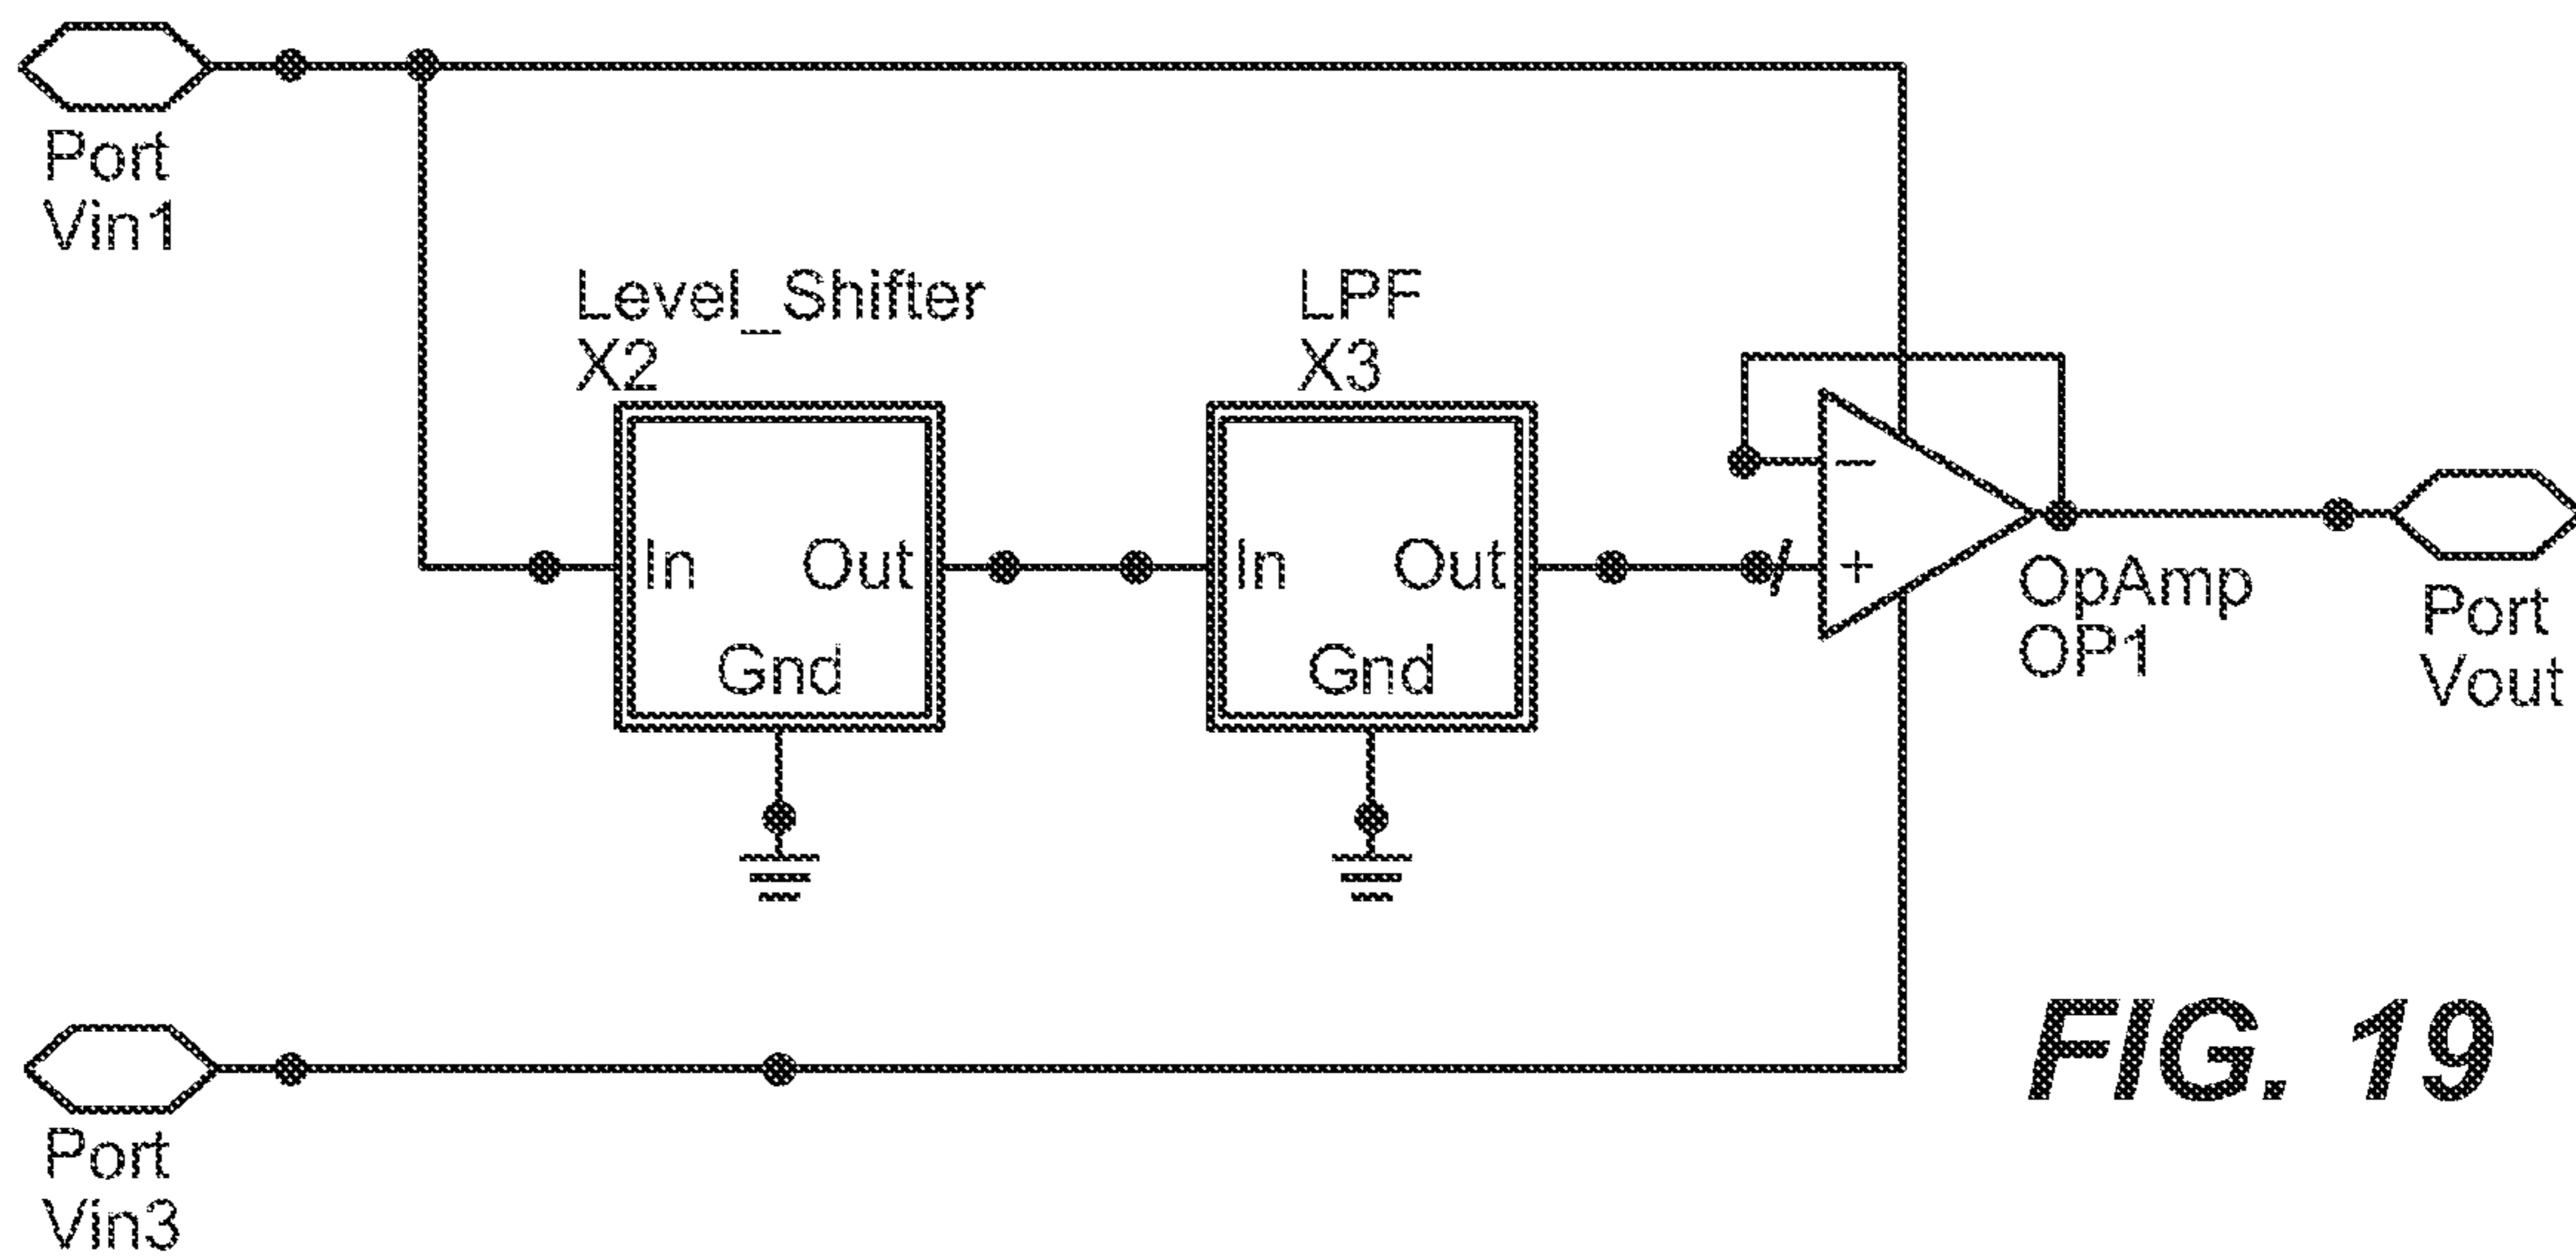 Port
Vin1
Level_Shifter
X2
LPF
X3
In
Out
Gnd
In
Out
Gnd
−
+
OpAmp
OP1
Port
Vout
Port
Vin3
FIG. 19